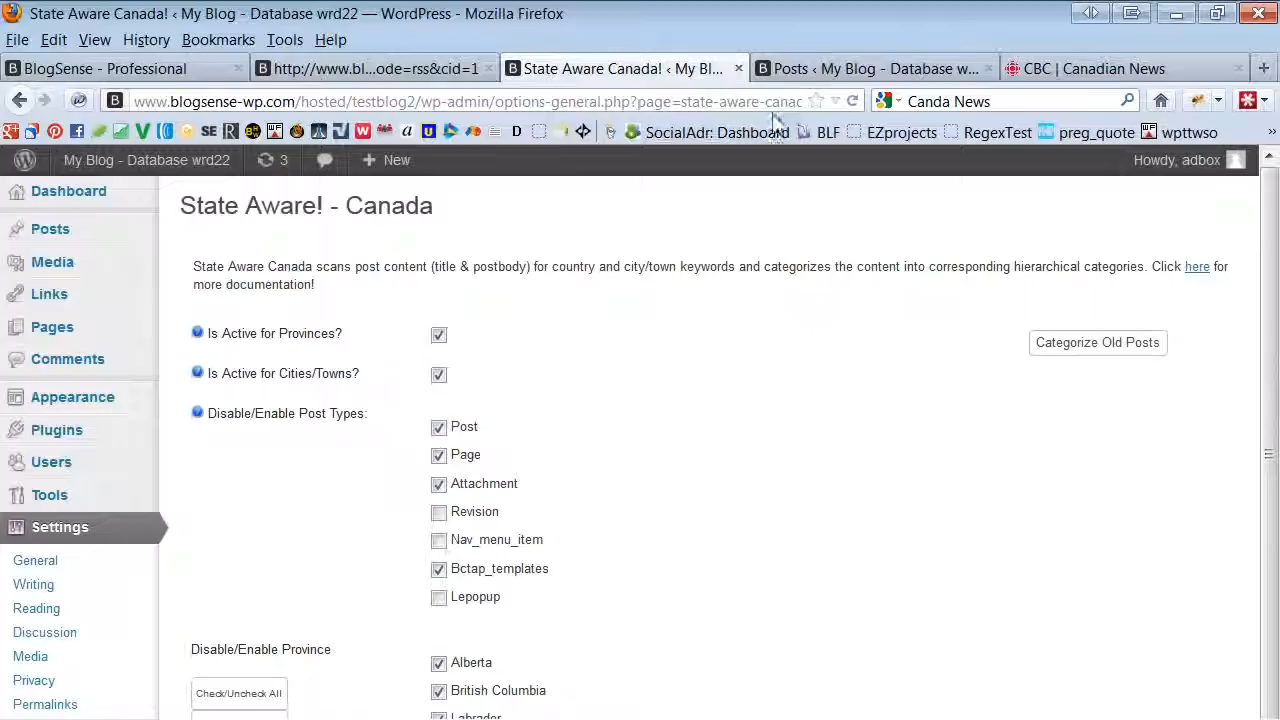 State Aware Canada! ‹ My Blog - Database wrd22 — WordPress - Mozilla Firefox
File Edit View History Bookmarks Tools Help
BlogSense - Professional
http://www.bl...ode=rss&cid=1
State Aware Canada! ‹ My Bl...
Posts ‹ My Blog - Database w...
CBC | Canadian News
www.blogsense-wp.com/hosted/testblog2/wp-admin/options-general.php?page=state-aware-canac
Canda News
SE
SocialAdr: Dashboard
BLF
EZprojects
RegexTest
preg_quote
wpttwso
My Blog - Database wrd22
3
New
Howdy, adbox
Dashboard
Posts
Media
Links
Pages
Comments
Appearance
Plugins
Users
Tools
Settings
General
Writing
Reading
Discussion
Media
Privacy
Permalinks
State Aware! - Canada
State Aware Canada scans post content (title & postbody) for country and city/town keywords and categorizes the content into corresponding hierarchical categories. Click here for
more documentation!
Is Active for Provinces?
Categorize Old Posts
Is Active for Cities/Towns?
Disable/Enable Post Types:
Post
Page
Attachment
Revision
Nav_menu_item
Bctap_templates
Lepopup
Disable/Enable Province
Check/Uncheck All
Alberta
British Columbia
Labrador